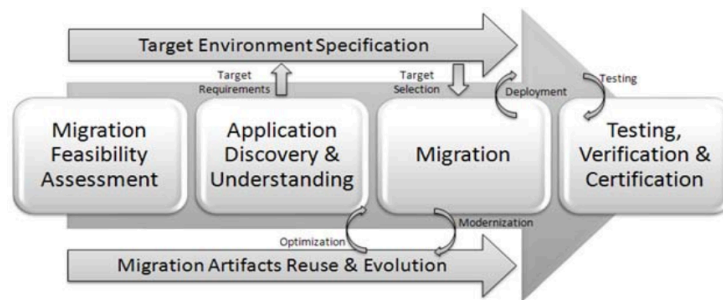 Target Environment Specification
Target
Requirements
Target
Selection
Deployment
Testing
Migration
Feasibility
Assessment
Application
Discovery &
Understanding
Migration
Testing,
Verification &
Certification
Optimization
Modernization
Migration Artifacts Reuse & Evolution